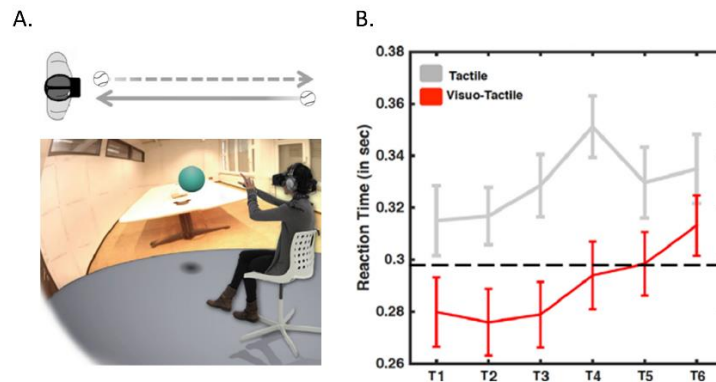 A.
B.
0.38
0.36
0.34
0.32
0.3
0.28
0.26
Reaction Time (in sec)
Tactile
Visuo-Tactile
T1 T2 T3 T4 T5 T6